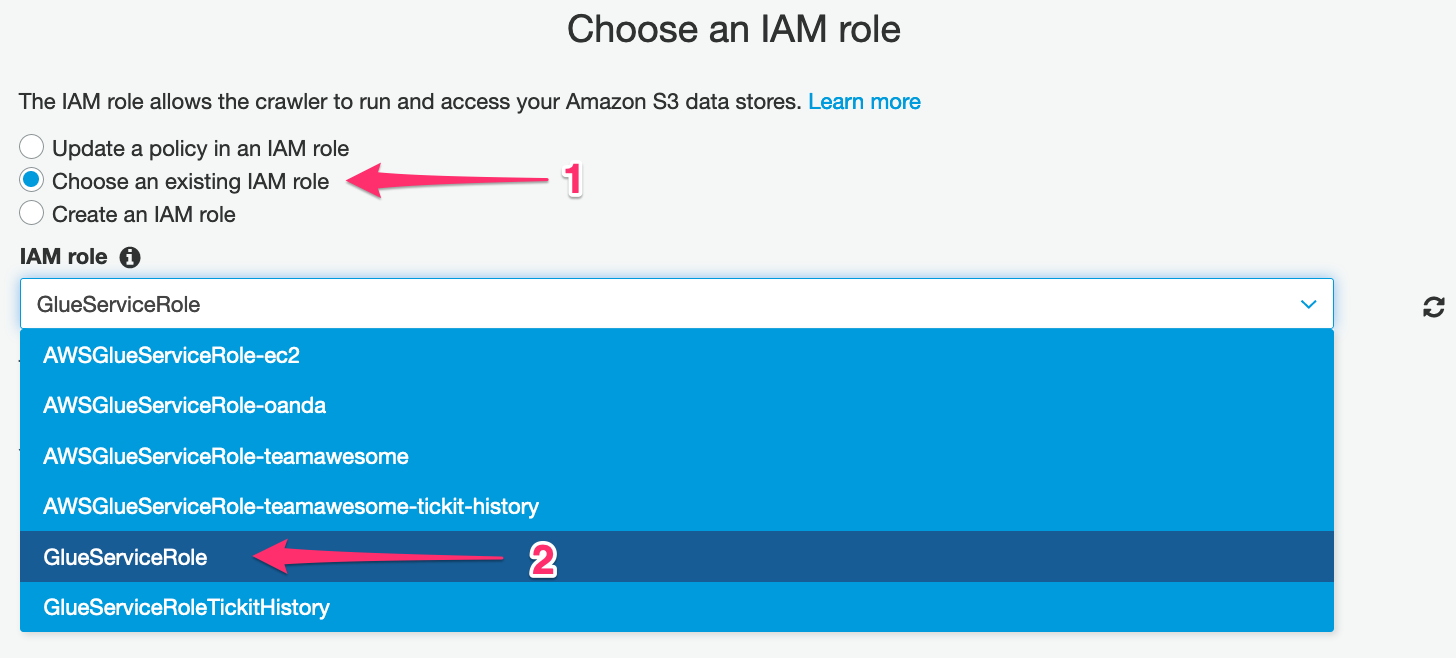 Choose an IAM role
The IAM role allows the crawler to run and access your Amazon S3 data stores. Learn more
Update a policy in an IAM role
Choose an existing IAM role 1
Create an IAM role
IAM role
GlueServiceRole
AWSGlueServiceRole-ec2
AWSGlueServiceRole-oanda
AWSGlueServiceRole-teamawesome
AWSGlueServiceRole-teamawesome-tickit-history
GlueServiceRole 2
GlueServiceRoleTickitHistory